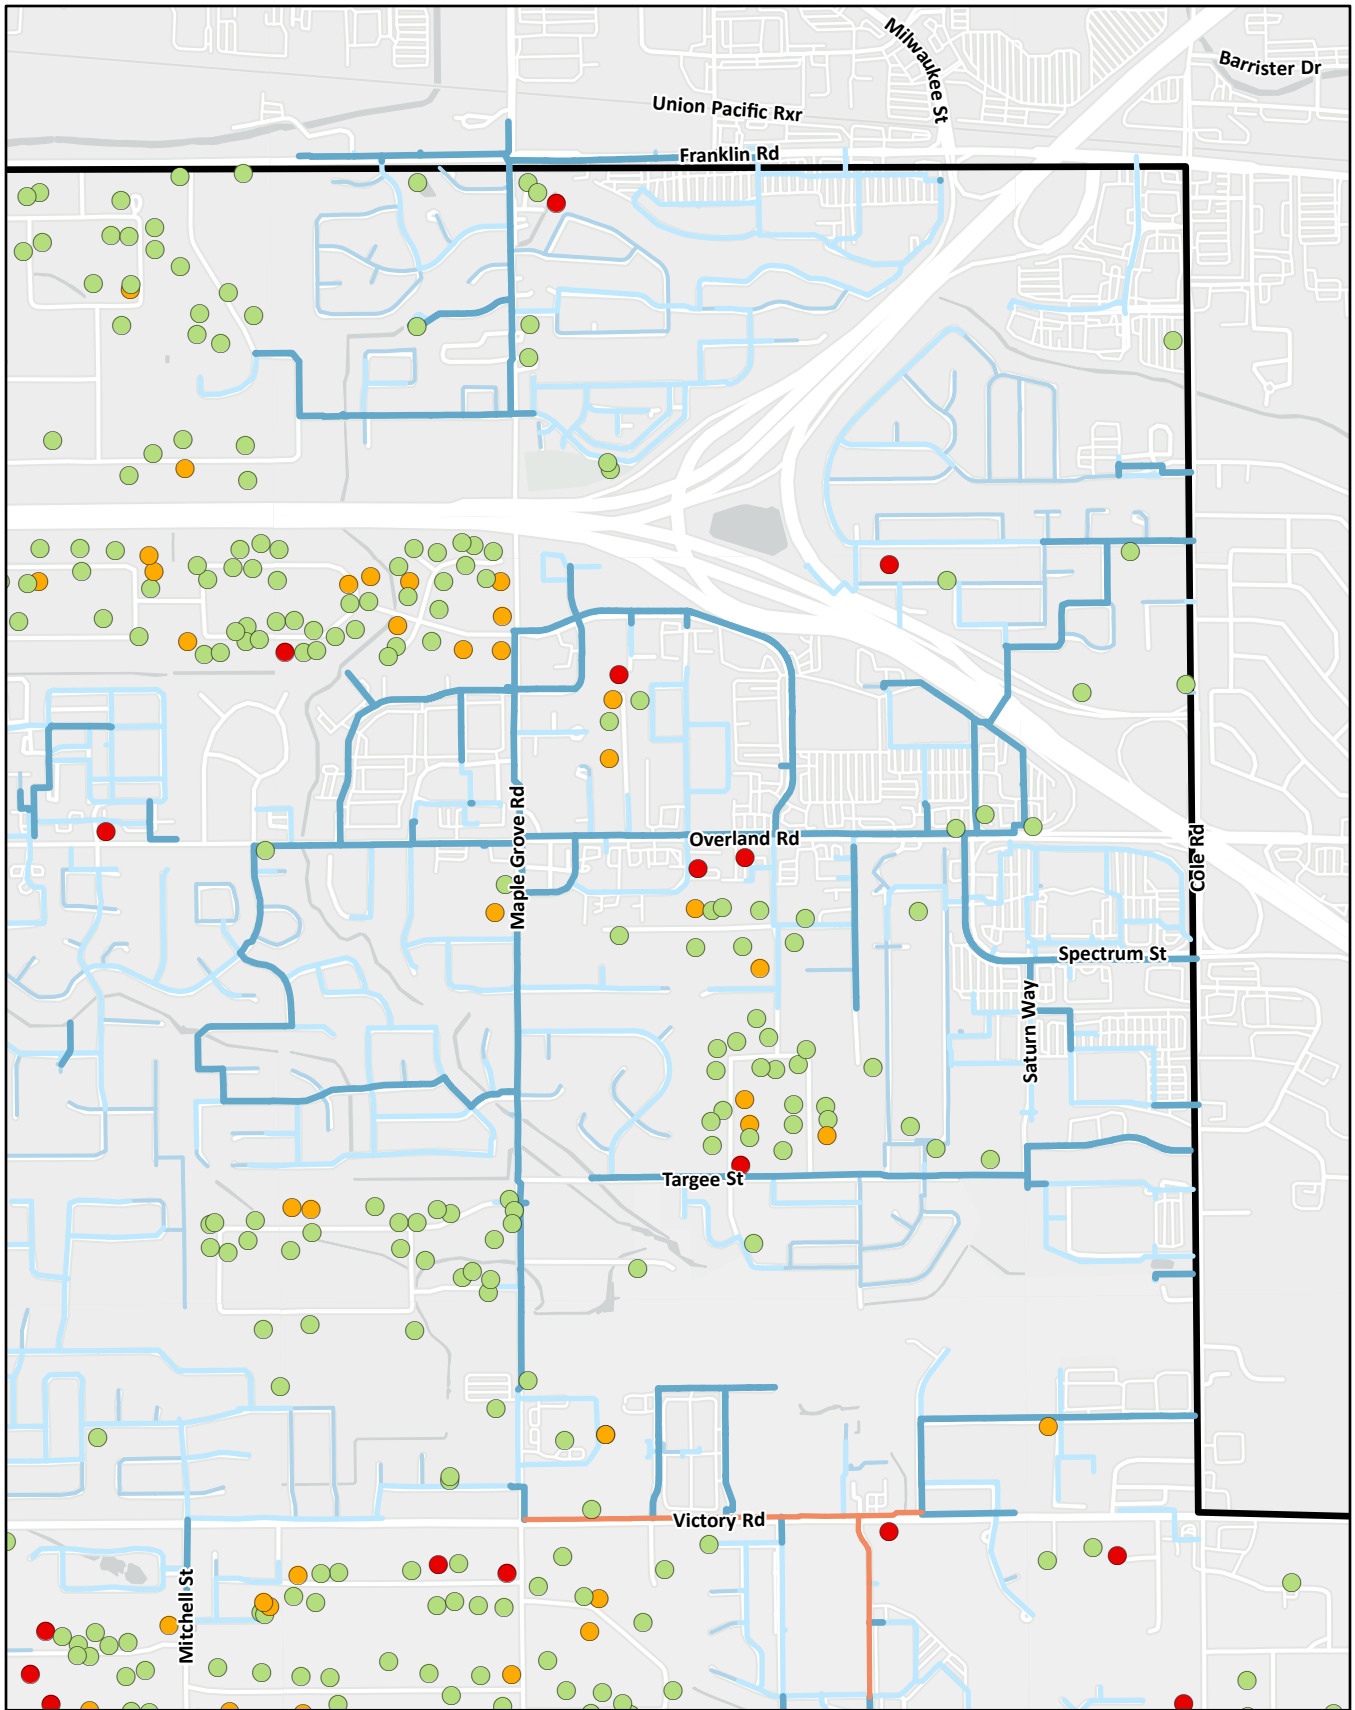 Milwaukee St
Barrister Dr
Union Pacific Rxr
Franklin Rd
Maple Grove Rd
Overland Rd
Cole Rd
Spectrum St
Saturn Way
Targee St
Victory Rd
Mitchell St